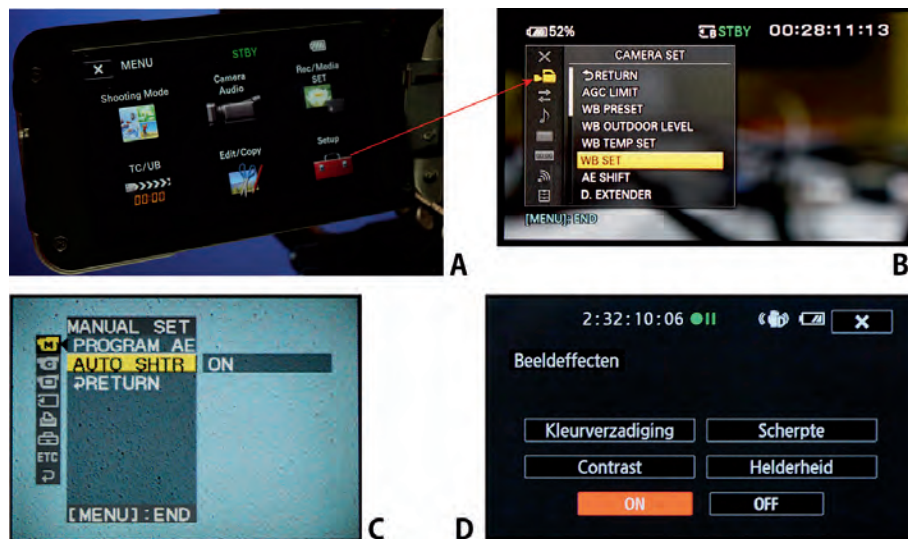 × MENU STBY
Shooting Mode
Camera
Audio
Rec/Media
SET
TC/UB
00:00
Edit/Copy
Setup
A
52% STBY 00:28:11:13
CAMERA SET
RETURN
AGC LIMIT
WB PRESET
WB OUTDOOR LEVEL
WB TEMP SET
WB SET
AE SHIFT
D. EXTENDER
[MENU]: END
B
MANUAL SET
M PROGRAM AE
AUTO SHTR ON
RETURN
ETC
[MENU]:END
C
2:32:10:06 ×
Beeldeffecten
Kleurverzadiging Scherpte
Contrast Helderheid
ON OFF
D